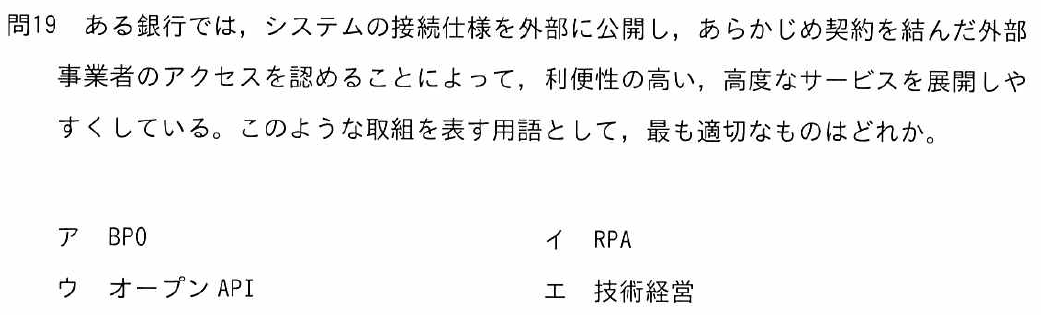 問19　ある銀行では，システムの接続仕様を外部に公開し，あらかじめ契約を結んだ外部
事業者のアクセスを認めることによって，利便性の高い，高度なサービスを展開しや
すくしている。このような取組を表す用語として，最も適切なものはどれか。
ア　BPO　イ　RPA
ウ　オープン API　エ　技術経営